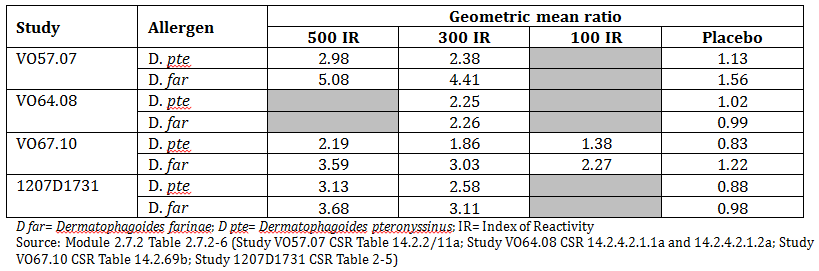 Study Allergen Geometric mean ratio
500 IR 300 IR 100 IR Placebo
VO57.07 D. pte 2.98 2.38 1.13
D. far 5.08 4.41 1.56
VO64.08 D. pte 2.25 1.02
D. far 2.26 0.99
VO67.10 D. pte 2.19 1.86 1.38 0.83
D. far 3.59 3.03 2.27 1.22
1207D1731 D. pte 3.13 2.58 0.88
D. far 3.68 3.11 0.98
D far= Dermatophagoides farinae; D pte= Dermatophagoides pteronyssinus; IR= Index of Reactivity
Source: Module 2.7.2 Table 2.7.2-6 (Study VO57.07 CSR Table 14.2.2/11a; Study VO64.08 CSR 14.2.4.2.1.1a and 14.2.4.2.1.2a; Study
VO67.10 CSR Table 14.2.69b; Study 1207D1731 CSR Table 2-5)